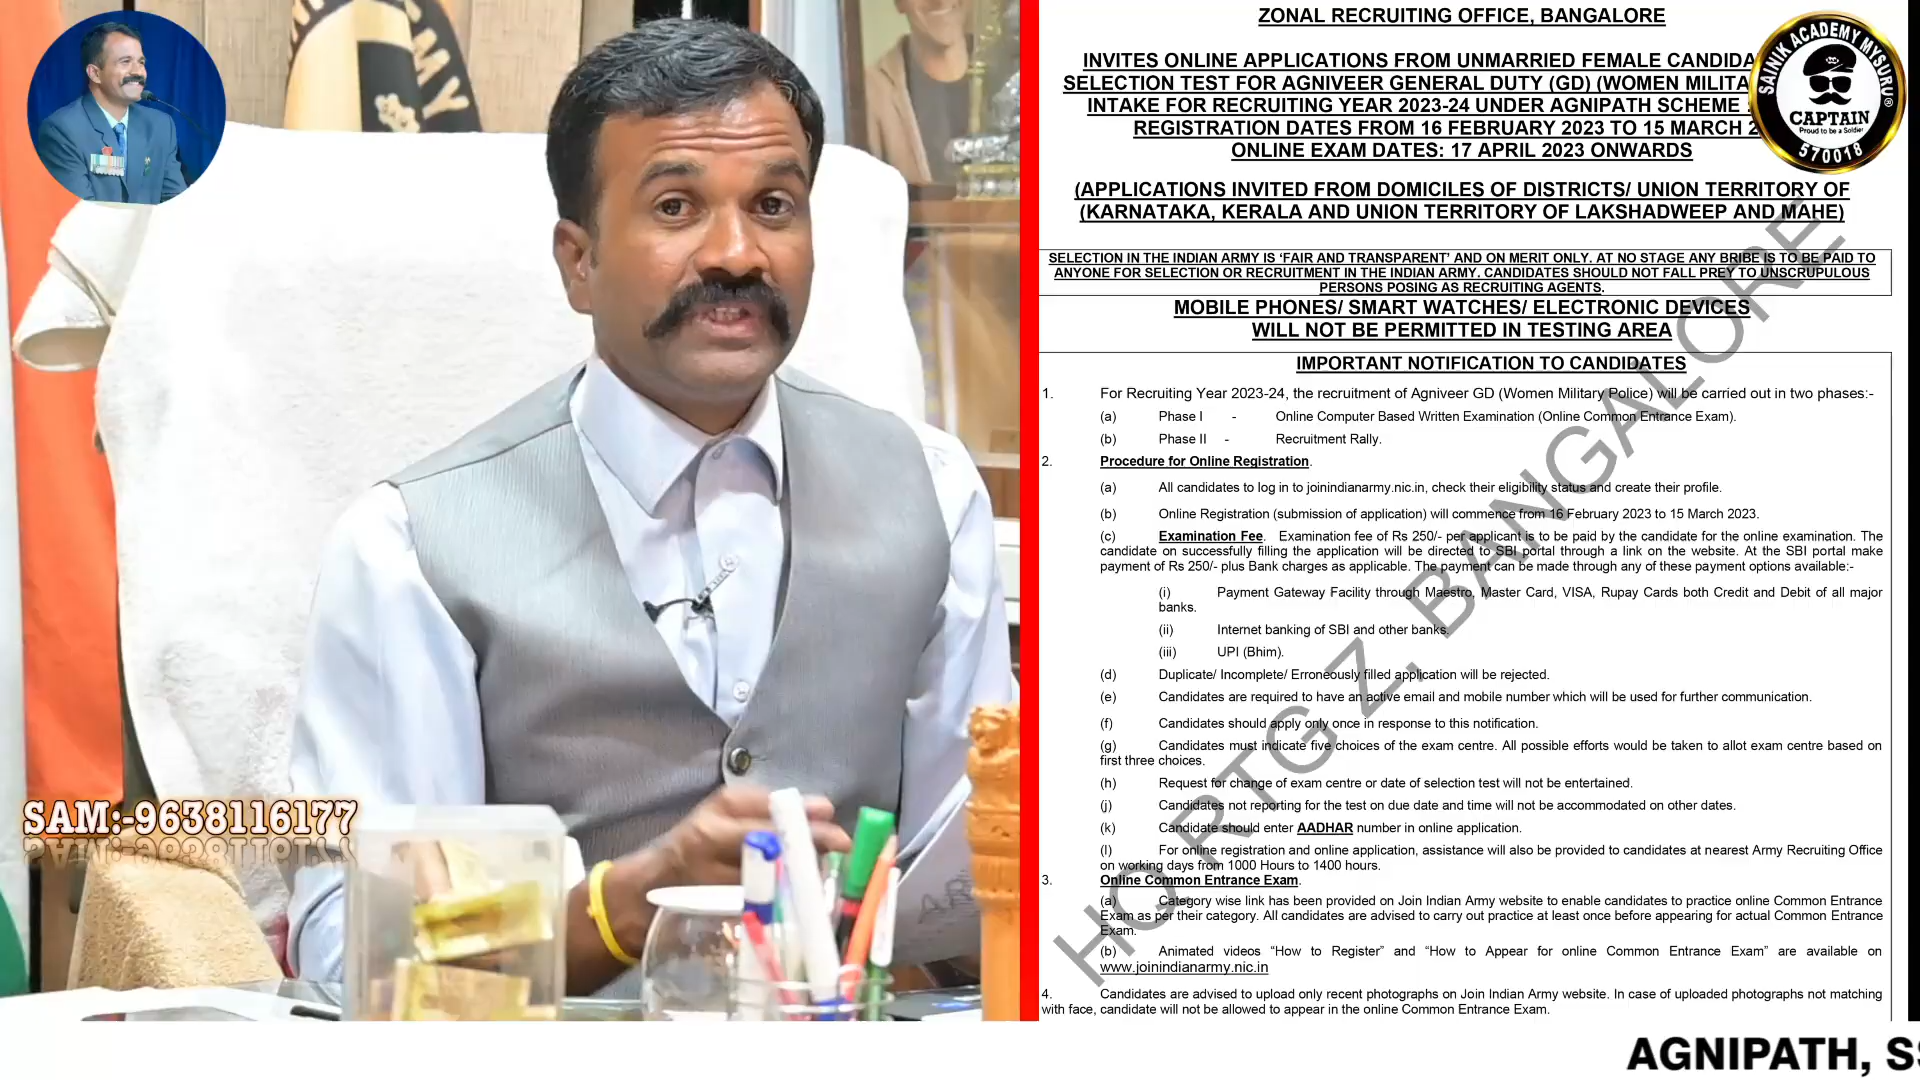 ZONAL RECRUITING OFFICE, BANGALORE
INVITES ONLINE APPLICATIONS FROM UNMARRIED FEMALE
SELECTION TEST FOR AGNIVEER GENERAL DUTY (GD) (WOMEN
INTAKE FOR RECRUITING YEAR 2023-24 UNDER AGNIPATH SCHEME
REGISTRATION DATES FROM 16 FEBRUARY 2023 TO 15 MARCH
ONLINE EXAM DATES: 17 APRIL 2023 ONWARDS
SAINIK ACADEMY MYSURU®
CAPTAIN
Proud to be a Soldier
570018
(APPLICATIONS INVITED FROM DOMICILES OF DISTRICTS/ UNION TERRITORY OF
(KARNATAKA, KERALA AND UNION TERRITORY OF LAKSHADWEEP AND MAHE)
SELECTION IN THE INDIAN ARMY IS ‘FAIR AND TRANSPARENT’ AND ON MERIT ONLY. AT NO STAGE ANY BRIBE IS TO BE PAID TO
ANYONE FOR SELECTION OR RECRUITMENT IN THE INDIAN ARMY. CANDIDATES SHOULD NOT FALL PREY TO UNSCRUPULOUS
PERSONS POSING AS RECRUITING AGENTS.
MOBILE PHONES/ SMART WATCHES/ ELECTRONIC DEVICES
WILL NOT BE PERMITTED IN TESTING AREA
IMPORTANT NOTIFICATION TO CANDIDATES
1. For Recruiting Year 2023-24, the recruitment of Agniveer GD (Women Military Police) will be carried out in two phases:-
(a) Phase I - Online Computer Based Written Examination (Online Common Entrance Exam).
(b) Phase II - Recruitment Rally.
2. Procedure for Online Registration.
(a) All candidates to log in to joinindianarmy.nic.in, check their eligibility status and create their profile.
(b) Online Registration (submission of application) will commence from 16 February 2023 to 15 March 2023.
(c) Examination Fee. Examination fee of Rs 250/- per applicant is to be paid by the candidate for the online examination. The
candidate on successfully filling the application will be directed to SBI portal through a link on the website. At the SBI portal make
payment of Rs 250/- plus Bank charges as applicable. The payment can be made through any of these payment options available:-
(i) Payment Gateway Facility through Maestro, Master Card, VISA, Rupay Cards both Credit and Debit of all major
banks.
(ii) Internet banking of SBI and other banks.
(iii) UPI (Bhim).
(d) Duplicate/ Incomplete/ Erroneously filled application will be rejected.
(e) Candidates are required to have an active email and mobile number which will be used for further communication.
(f) Candidates should apply only once in response to this notification.
(g) Candidates must indicate five choices of the exam centre. All possible efforts would be taken to allot exam centre based on
first three choices.
(h) Request for change of exam centre or date of selection test will not be entertained.
(j) Candidates not reporting for the test on due date and time will not be accommodated on other dates.
(k) Candidate should enter AADHAR number in online application.
(l) For online registration and online application, assistance will also be provided to candidates at nearest Army Recruiting Office
on working days from 1000 Hours to 1400 hours.
3. Online Common Entrance Exam.
(a) Category wise link has been provided on Join Indian Army website to enable candidates to practice online Common Entrance
Exam as per their category. All candidates are advised to carry out practice at least once before appearing for actual Common Entrance
Exam.
(b) Animated videos “How to Register” and “How to Appear for online Common Entrance Exam” are available on
www.joinindianarmy.nic.in
4. Candidates are advised to upload only recent photographs on Join Indian Army website. In case of uploaded photographs not matching
with face, candidate will not be allowed to appear in the online Common Entrance Exam.
HQ RTG Z, BANGALORE
SAM:-9638116177
AGNIPATH,